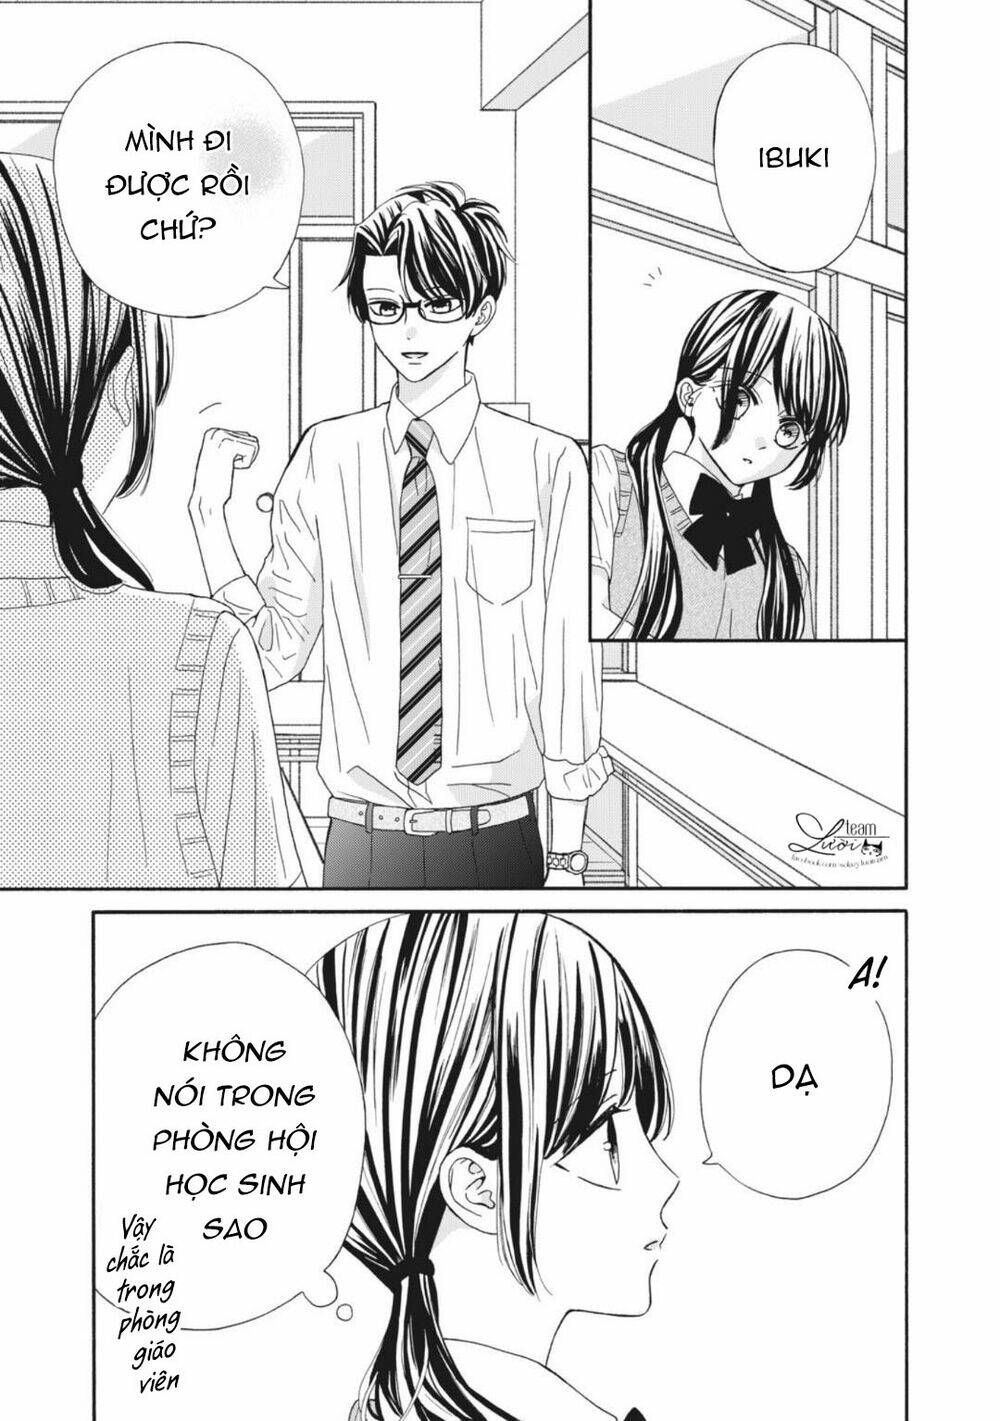 IBUKI
MÌNH ĐI
ĐƯỢC RỒI
CHỨ?
team
Lười
A!
DẠ
KHÔNG
NÓI TRONG
PHÒNG HỘI
HỌC SINH
SAO
Vậy
chắc là
trong
phòng
giáo
viên